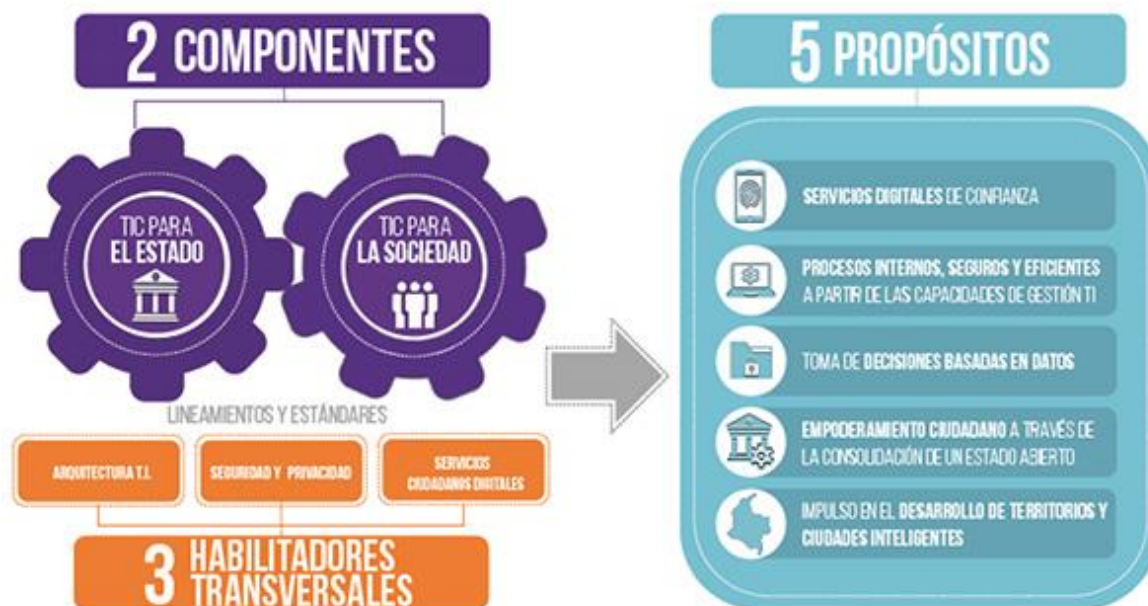 2 COMPONENTES
TIC PARA
EL ESTADO
TIC PARA
LA SOCIEDAD
LINEAMIENTOS Y ESTÁNDARES
ARQUITECTURA T.I.
SEGURIDAD Y PRIVACIDAD
SERVICIOS
CIUDADANOS DIGITALES
3 HABILITADORES
TRANSVERSALES
5 PROPÓSITOS
SERVICIOS DIGITALES DE CONFIANZA
PROCESOS INTERNOS, SEGUROS Y EFICIENTES
A PARTIR DE LAS CAPACIDADES DE GESTIÓN TI
TOMA DE DECISIONES BASADAS EN DATOS
EMPODERAMIENTO CIUDADANO A TRAVÉS DE
LA CONSOLIDACIÓN DE UN ESTADO ABIERTO
IMPULSO EN EL DESARROLLO DE TERRITORIOS Y
CIUDADES INTELIGENTES